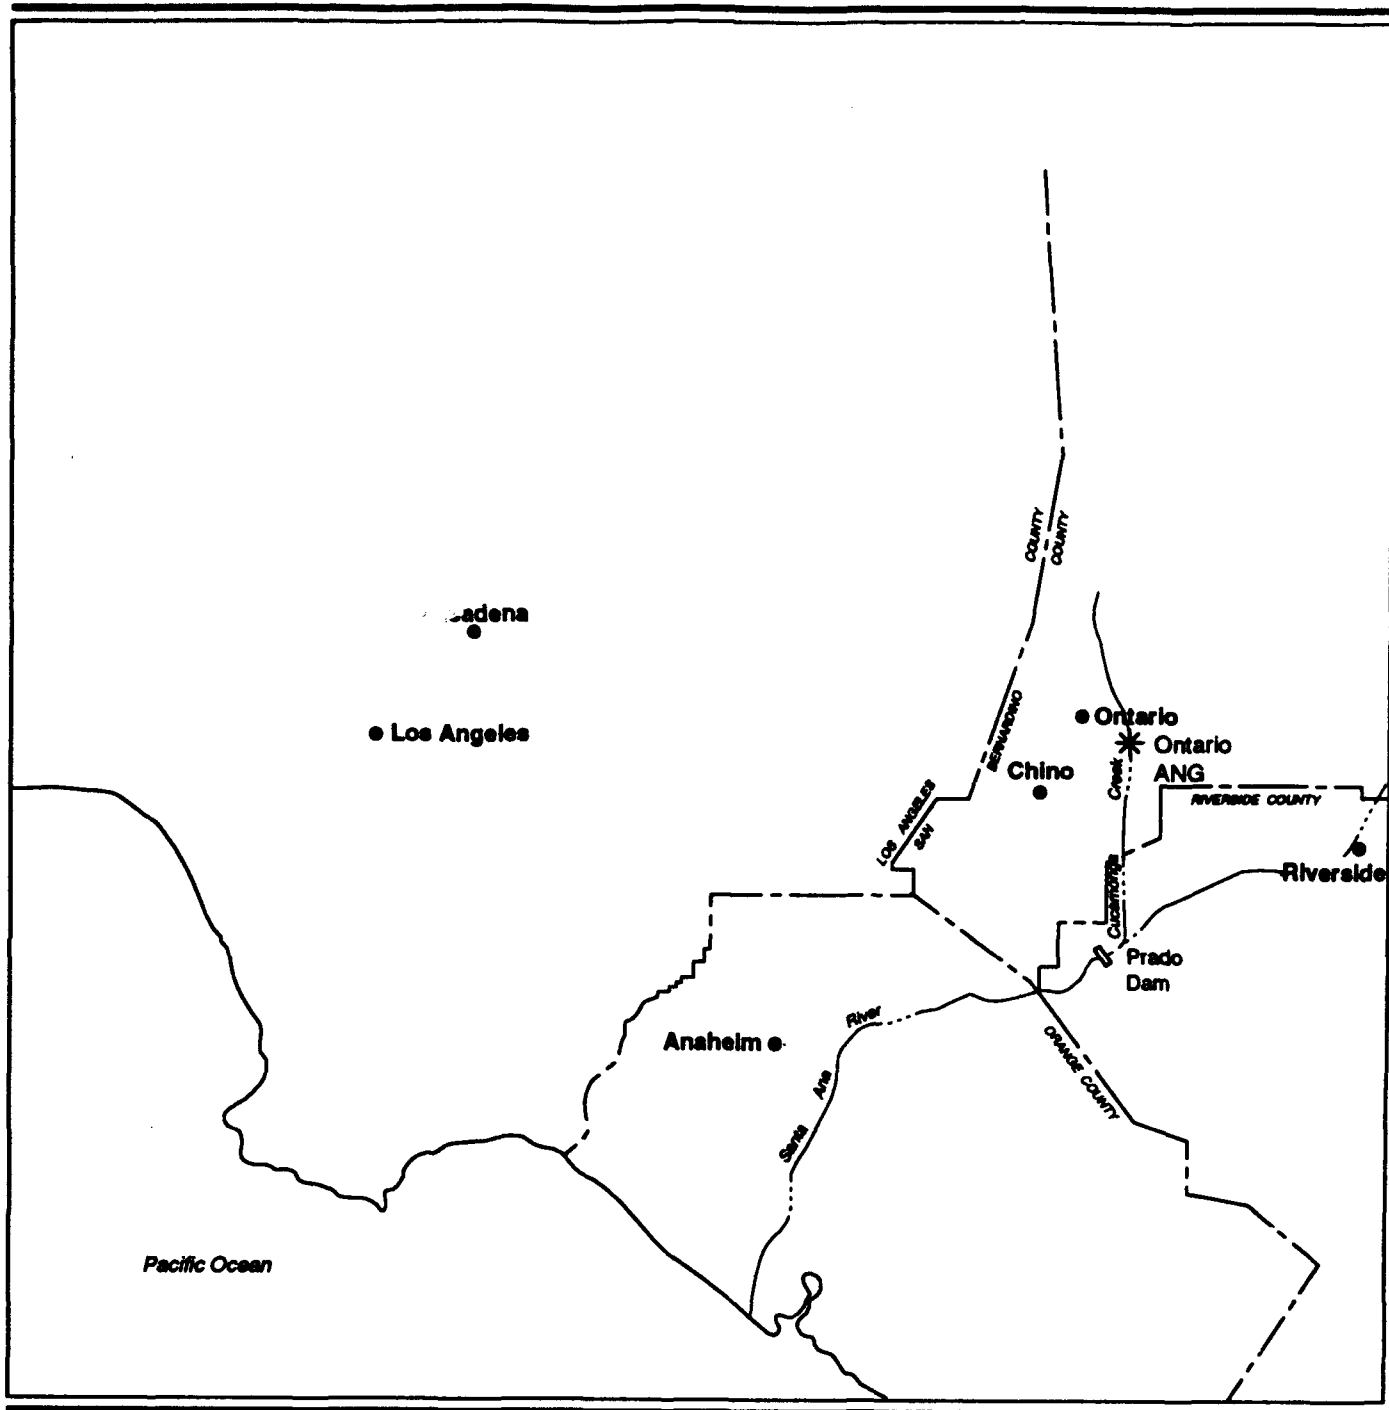 COUNTY
COUNTY
adena
Los Angeles
BERNARDINO
Ontario
Ontario
ANG
Chino
Creek
RIVERSIDE COUNTY
LOS ANGELES
SAN
Riverside
Cucamonga
Prado
Dam
River
Anaheim
ORANGE COUNTY
Ana
Santa
Pacific Ocean